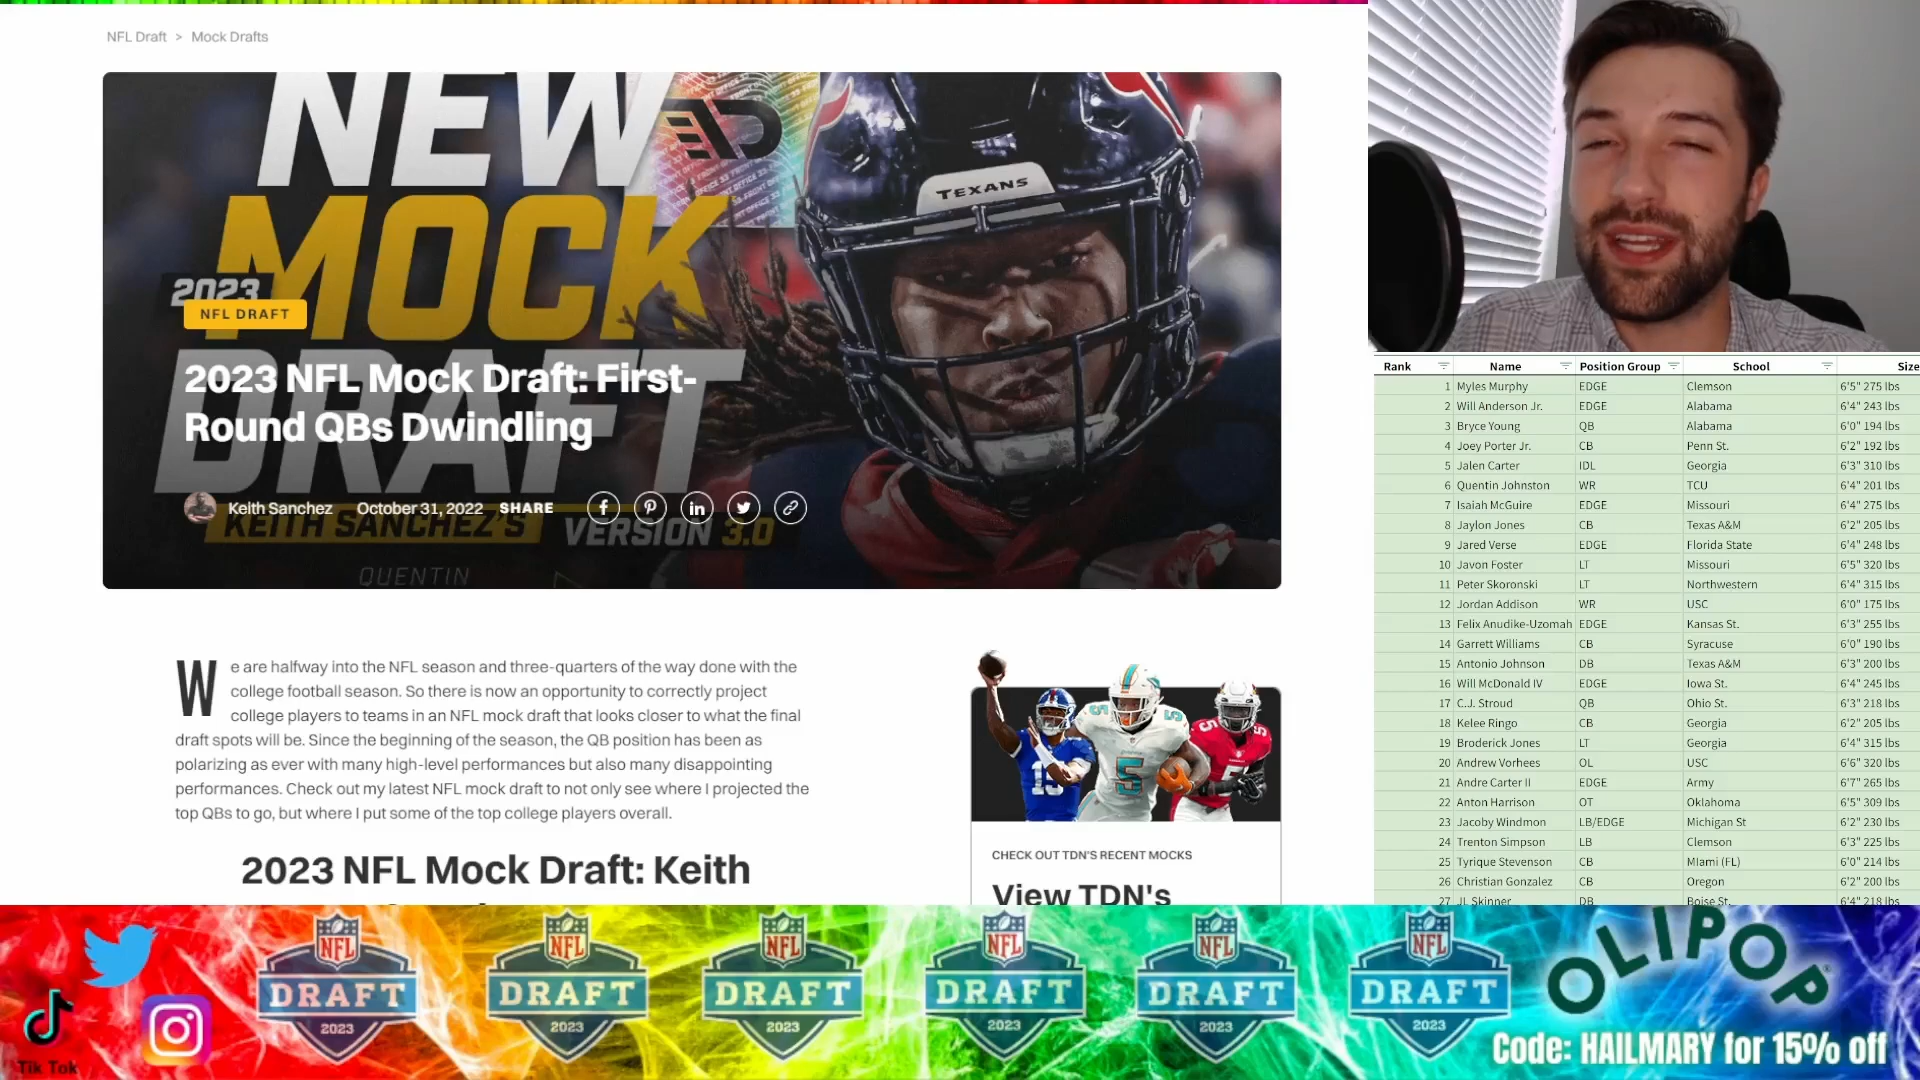 NFL Draft > Mock Drafts
NEW
MOCK
2023
DRAFT
TEXANS
NFL DRAFT
2023 NFL Mock Draft: First-
Round QBs Dwindling
Keith Sanchez October 31, 2022 SHARE
KEITH SANCHEZ'S VERSION 3.0
QUENTIN
We are halfway into the NFL season and three-quarters of the way done with the
college football season. So there is now an opportunity to correctly project
college players to teams in an NFL mock draft that looks closer to what the final
draft spots will be. Since the beginning of the season, the QB position has been as
polarizing as ever with many high-level performances but also many disappointing
performances. Check out my latest NFL mock draft to not only see where I projected the
top QBs to go, but where I put some of the top college players overall.
2023 NFL Mock Draft: Keith
CHECK OUT TDN'S RECENT MOCKS
View TDN's
Rank Name Position Group School Size
1 Myles Murphy EDGE Clemson 6'5" 275 lbs
2 Will Anderson Jr. EDGE Alabama 6'4" 243 lbs
3 Bryce Young QB Alabama 6'0" 194 lbs
4 Joey Porter Jr. CB Penn St. 6'2" 192 lbs
5 Jalen Carter IDL Georgia 6'3" 310 lbs
6 Quentin Johnston WR TCU 6'4" 201 lbs
7 Isaiah McGuire EDGE Missouri 6'4" 275 lbs
8 Jaylon Jones CB Texas A&M 6'2" 205 lbs
9 Jared Verse EDGE Florida State 6'4" 248 lbs
10 Javon Foster LT Missouri 6'5" 320 lbs
11 Peter Skoronski LT Northwestern 6'4" 315 lbs
12 Jordan Addison WR USC 6'0" 175 lbs
13 Felix Anudike-Uzomah EDGE Kansas St. 6'3" 255 lbs
14 Garrett Williams CB Syracuse 6'0" 190 lbs
15 Antonio Johnson DB Texas A&M 6'3" 200 lbs
16 Will McDonald IV EDGE Iowa St. 6'4" 245 lbs
17 C.J. Stroud QB Ohio St. 6'3" 218 lbs
18 Kelee Ringo CB Georgia 6'2" 205 lbs
19 Broderick Jones LT Georgia 6'4" 315 lbs
20 Andrew Vorhees OL USC 6'6" 320 lbs
21 Andre Carter II EDGE Army 6'7" 265 lbs
22 Anton Harrison OT Oklahoma 6'5" 309 lbs
23 Jacoby Windmon LB/EDGE Michigan St 6'2" 230 lbs
24 Trenton Simpson LB Clemson 6'3" 225 lbs
25 Tyrique Stevenson CB MIami (FL) 6'0" 214 lbs
26 Christian Gonzalez CB Oregon 6'2" 200 lbs
27 JL Skinner DB Boise St. 6'4" 218 lbs
NFL DRAFT 2023
NFL DRAFT 2023
NFL DRAFT 2023
NFL DRAFT 2023
NFL DRAFT 2023
NFL DRAFT 2023
Tik Tok
OLIPOP
Code: HAILMARY for 15% off